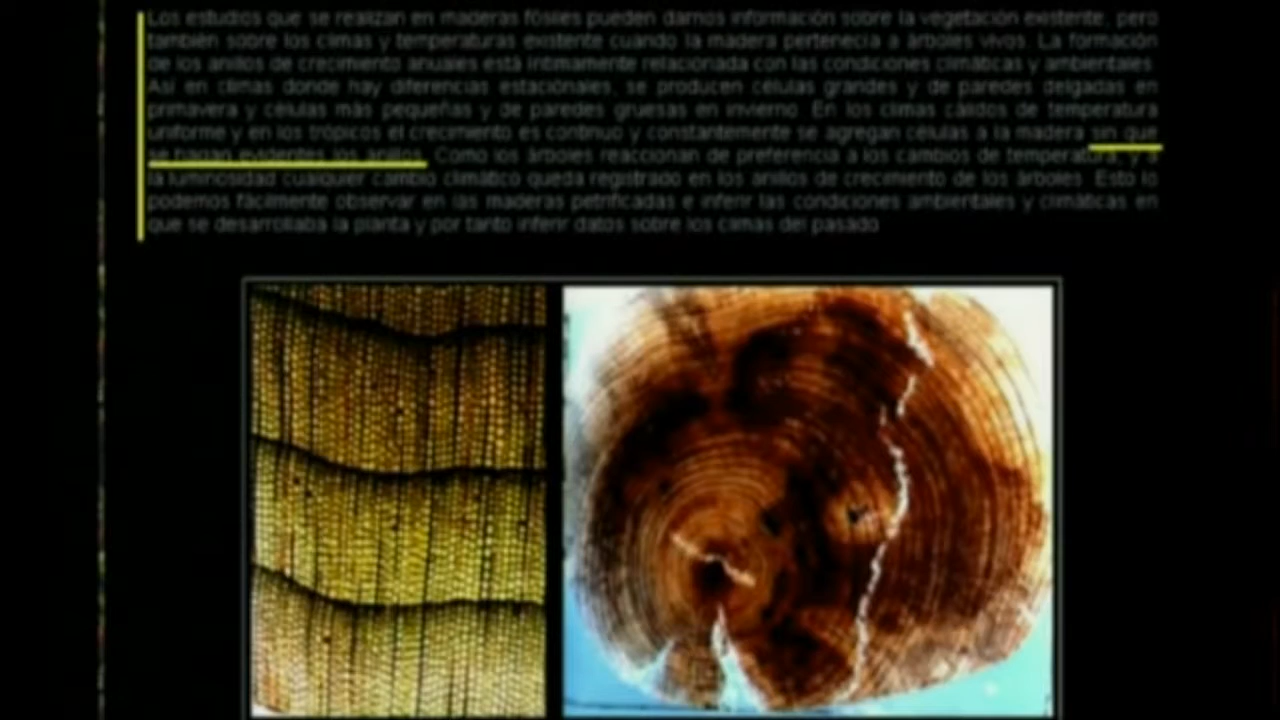 Los estudios que se realizan en maderas fósiles pueden darnos información sobre la vegetación existente, pero
también sobre los climas y temperaturas existente cuando la madera pertenecía a árboles vivos. La formación
de los anillos de crecimiento anuales está íntimamente relacionada con las condiciones climáticas y ambientales.
Así en climas donde hay diferencias estacionales, se producen células grandes y de paredes delgadas en
primavera y células más pequeñas y de paredes gruesas en invierno. En los climas cálidos de temperatura
uniforme y en los trópicos el crecimiento es continuo y constantemente se agregan células a la madera sin que
se hagan evidentes los anillos. Como los árboles reaccionan de preferencia a los cambios de temperatura, y a
la luminosidad cualquier cambio climático queda registrado en los anillos de crecimiento de los árboles. Esto lo
podemos fácilmente observar en las maderas petrificadas e inferir las condiciones ambientales y climáticas en
que se desarrollaba la planta y por tanto inferir datos sobre los climas del pasado